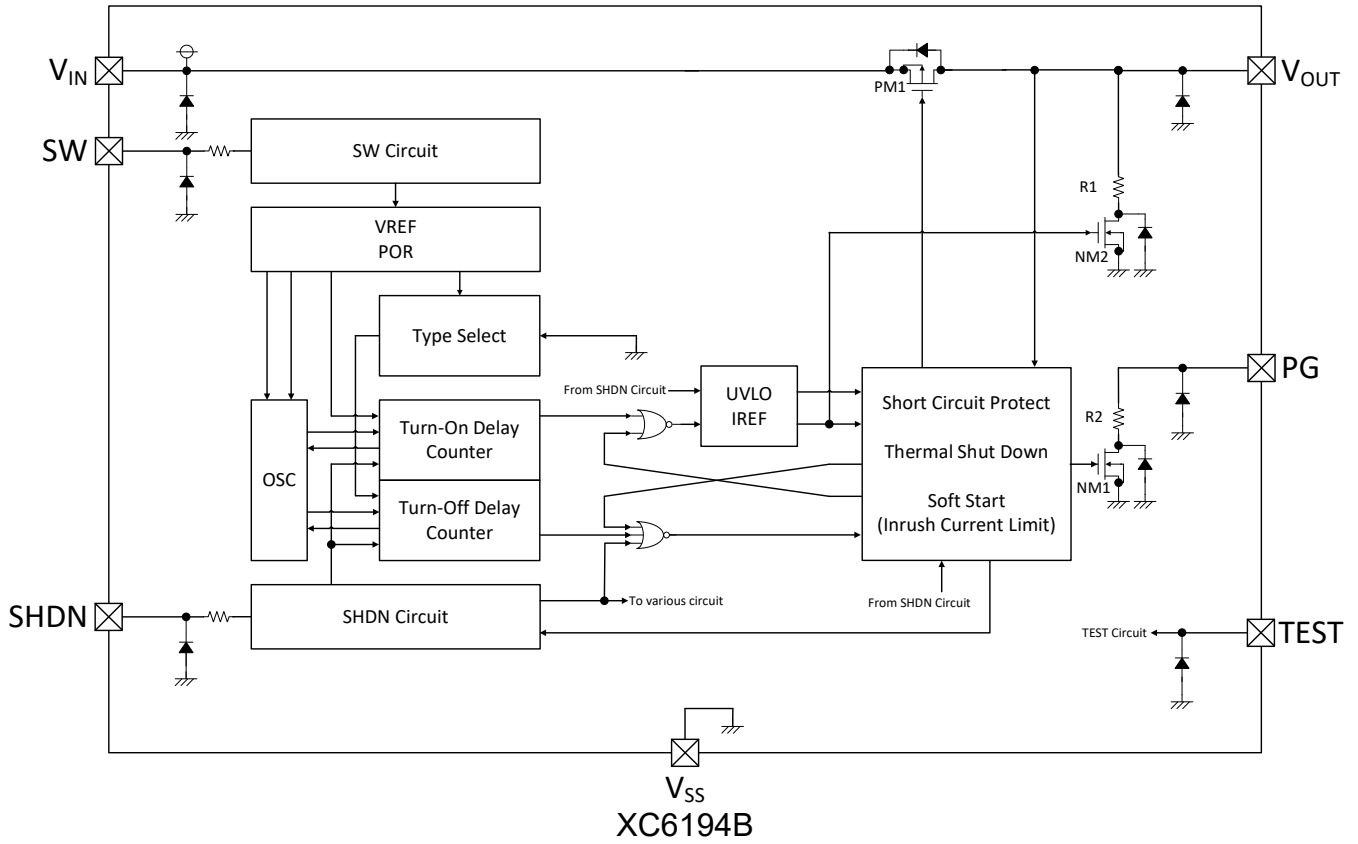 V_IN
PM1
V_OUT
SW
SW Circuit
R1
VREF
POR
NM2
Type Select
From SHDN Circuit
UVLO
IREF
Short Circuit Protect
Thermal Shut Down
Soft Start
(Inrush Current Limit)
PG
R2
NM1
OSC
Turn-On Delay
Counter
Turn-Off Delay
Counter
SHDN
SHDN Circuit
To various circuit
From SHDN Circuit
TEST Circuit
TEST
V_SS
XC6194B